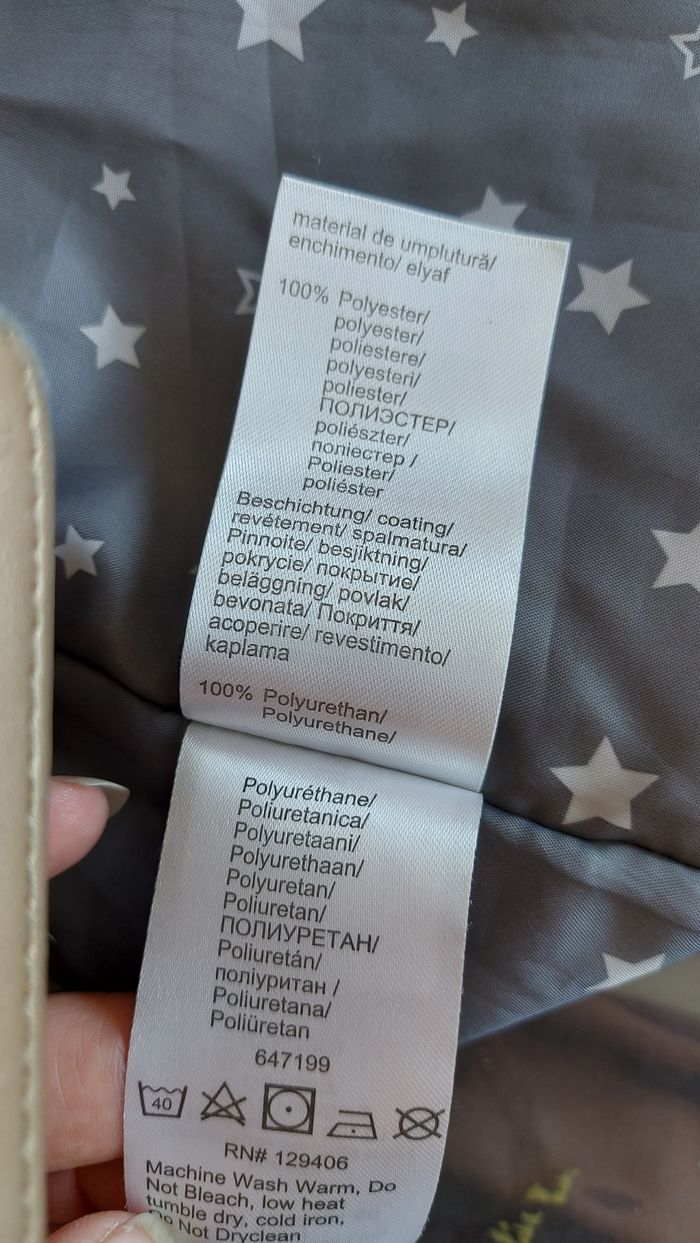 material de umplutură/
enchimento/ elyaf
100% Polyester/
polyester/
poliestere/
polyesteri/
poliester/
ПОЛИЭСТЕР/
poliészter/
поліестер /
Poliester/
poliéster
Beschichtung/ coating/
revêtement/ spalmatura/
Pinnoite/ besjiktning/
pokrycie/ покрытие/
beläggning/ povlak/
bevonata/ Покриття/
acoperire/ revestimento/
kaplama
100% Polyurethan/
Polyurethane/
Polyuréthane/
Poliuretanica/
Polyuretaani/
Polyurethaan/
Polyuretan/
Poliuretan/
ПОЛИУРЕТАН/
Poliuretán/
поліуритан /
Poliuretana/
Poliüretan
647199
40
RN# 129406
Machine Wash Warm, Do
Not Bleach, low heat
tumble dry, cold iron,
Do Not Dryclean